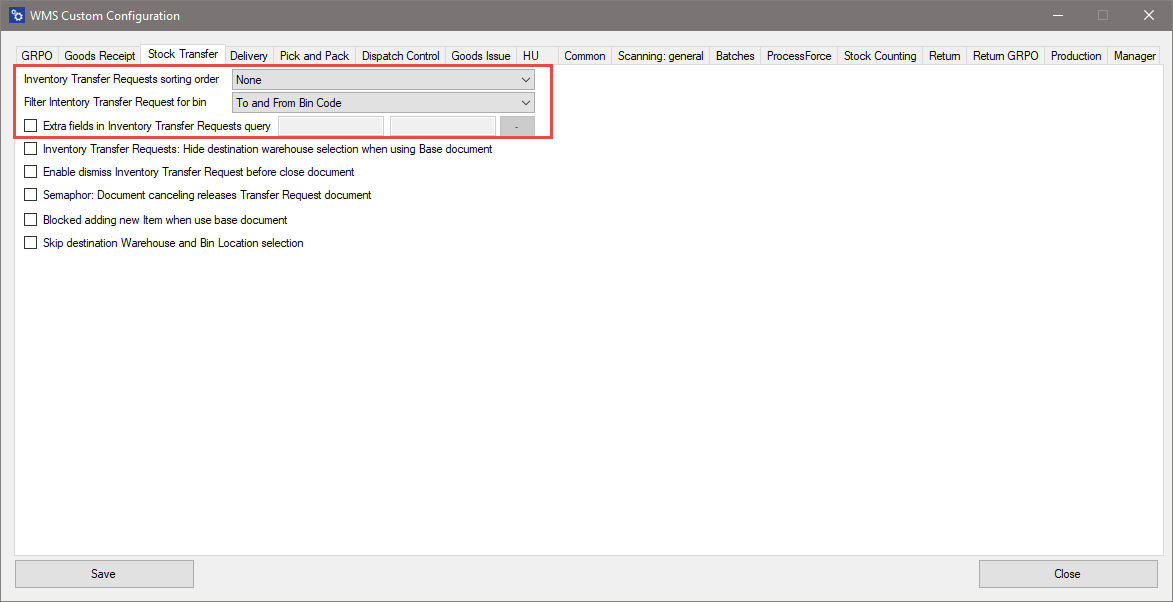 WMS Custom Configuration
GRPO Goods Receipt Stock Transfer Delivery Pick and Pack Dispatch Control Goods Issue HU Common Scanning: general Batches ProcessForce Stock Counting Return Return GRPO Production Manager
Inventory Transfer Requests sorting order None
Filter Intentory Transfer Request for bin To and From Bin Code
Extra fields in Inventory Transfer Requests query -
Inventory Transfer Requests: Hide destination warehouse selection when using Base document
Enable dismiss Inventory Transfer Request before close document
Semaphor: Document canceling releases Transfer Request document
Blocked adding new Item when use base document
Skip destination Warehouse and Bin Location selection
Save Close